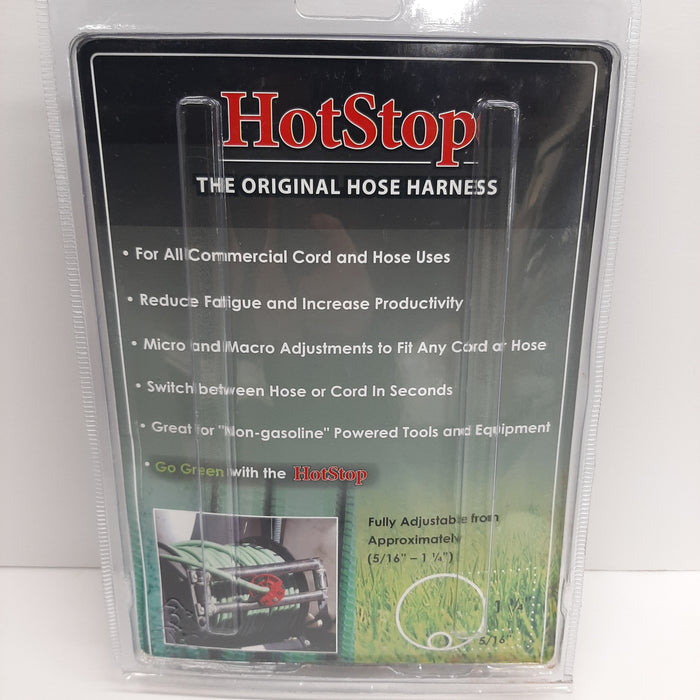 HotStop
THE ORIGINAL HOSE HARNESS
• For All Commercial Cord and Hose Uses
• Reduce Fatigue and Increase Productivity
• Micro and Macro Adjustments to Fit Any Cord or Hose
• Switch between Hose or Cord In Seconds
• Great for "Non-gasoline" Powered Tools and Equipment
• Go Green with the HotStop
Fully Adjustable from
Approximately
(5/16" – 1 ¼")
1 ¼"
5/16"